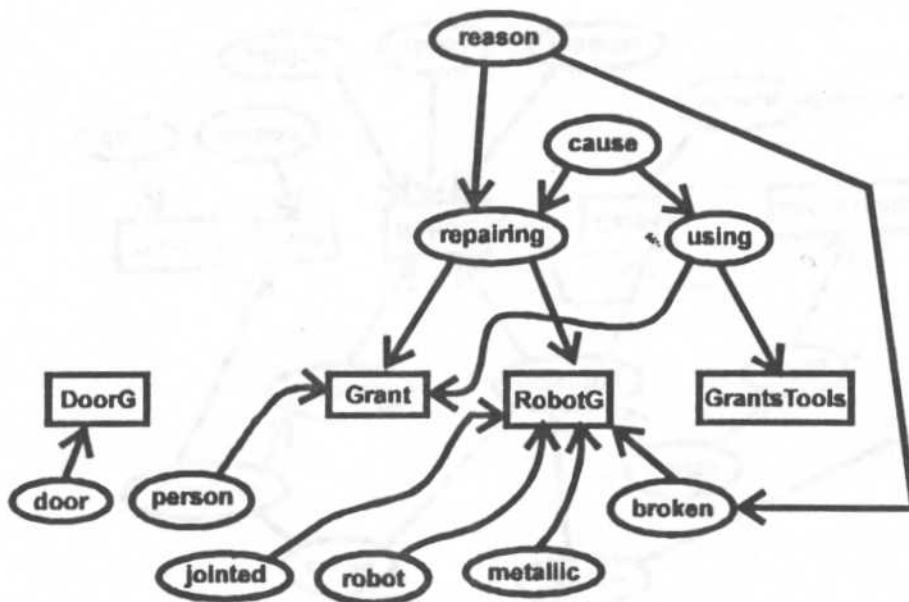 reason
cause
repairing
using
DoorG
Grant
RobotG
GrantsTools
door
person
broken
jointed
robot
metallic